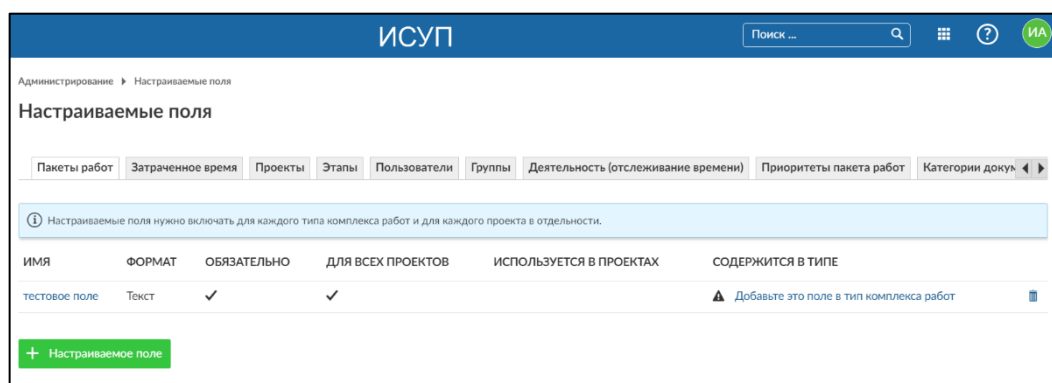 ИСУП
Поиск ...
ИА
Администрирование Настраиваемые поля
Настраиваемые поля
Пакеты работ Затраченное время Проекты Этапы Пользователи Группы Деятельность (отслеживание времени) Приоритеты пакета работ Категории докум
Настраиваемые поля нужно включать для каждого типа комплекса работ и для каждого проекта в отдельности.
ИМЯ ФОРМАТ ОБЯЗАТЕЛЬНО ДЛЯ ВСЕХ ПРОЕКТОВ ИСПОЛЬЗУЕТСЯ В ПРОЕКТАХ СОДЕРЖИТСЯ В ТИПЕ
тестовое поле Текст Добавьте это поле в тип комплекса работ
+ Настраиваемое поле